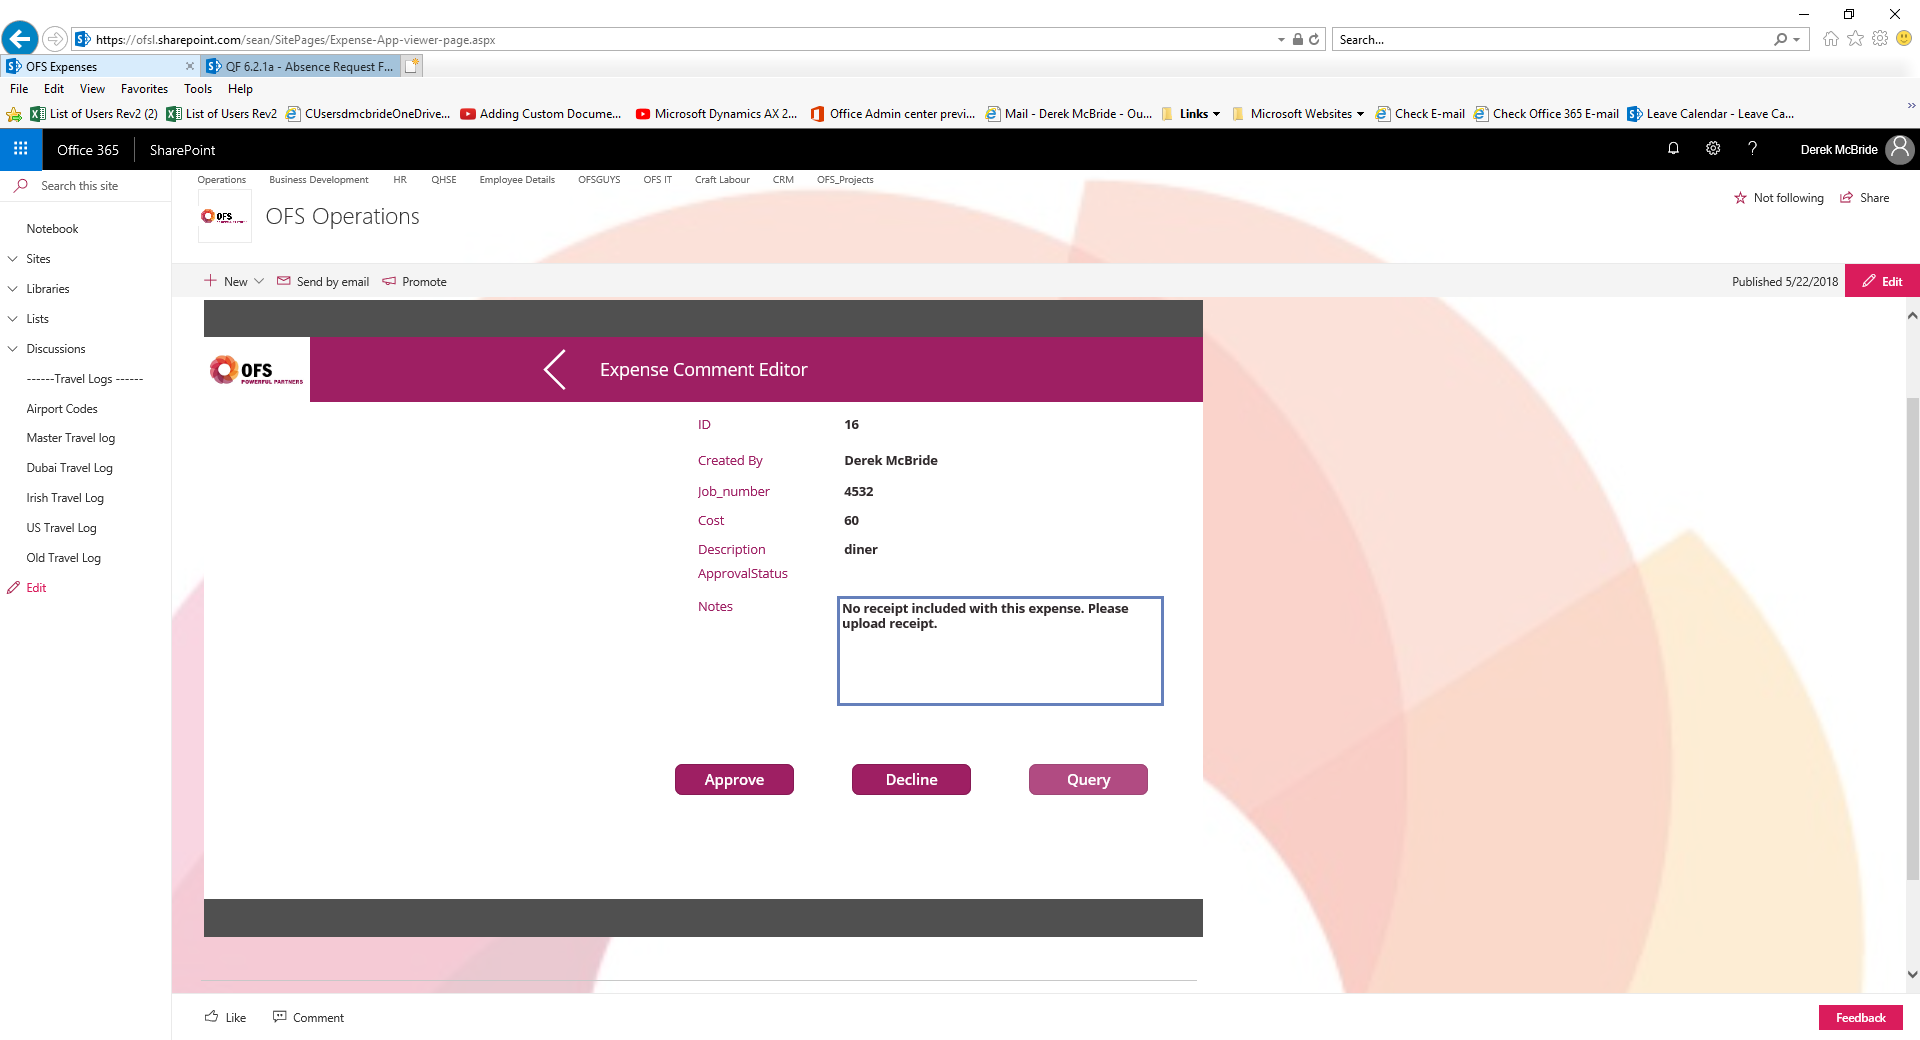 https://ofsl.sharepoint.com/sean/SitePages/Expense-App-viewer-page.aspx
Search...
OFS Expenses
QF 6.2.1a - Absence Request F...
File Edit View Favorites Tools Help
List of Users Rev2 (2) List of Users Rev2 CUsersdmcbrideOneDrive... Adding Custom Docume... Microsoft Dynamics AX 2... Office Admin center previ... Mail - Derek McBride - Ou... Links Microsoft Websites Check E-mail Check Office 365 E-mail Leave Calendar - Leave Ca...
Office 365 SharePoint
Derek McBride
Search this site
Operations Business Development HR QHSE Employee Details OFSGUYS OFS IT Craft Labour CRM OFS_Projects
OFS
OFS Operations
Not following Share
New Send by email Promote
Published 5/22/2018 Edit
Notebook
Sites
Libraries
Lists
Discussions
------Travel Logs ------
Airport Codes
Master Travel log
Dubai Travel Log
Irish Travel Log
US Travel Log
Old Travel Log
Edit
OFS
POWERFUL PARTNERS
Expense Comment Editor
ID 16
Created By Derek McBride
Job_number 4532
Cost 60
Description diner
ApprovalStatus
Notes
No receipt included with this expense. Please
upload receipt.
Approve Decline Query
Like Comment
Feedback